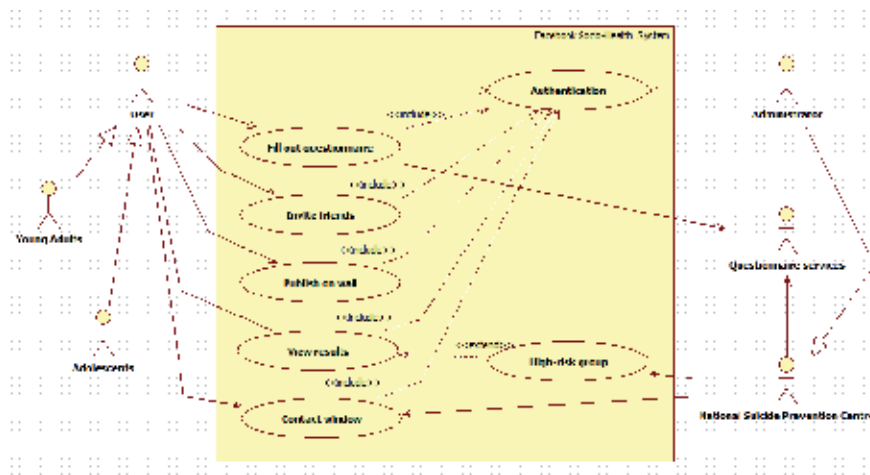 Facebook Socio-Health System
User
Authentication
Administrator
<<include>>
Fill out questionnaire
<<include>>
Invite friends
Young Adults
<<include>>
Publish on wall
Questionnaire services
<<include>>
View results
<<extend>>
High-risk group
Adolescents
<<include>>
Contact window
National Suicide Prevention Centre